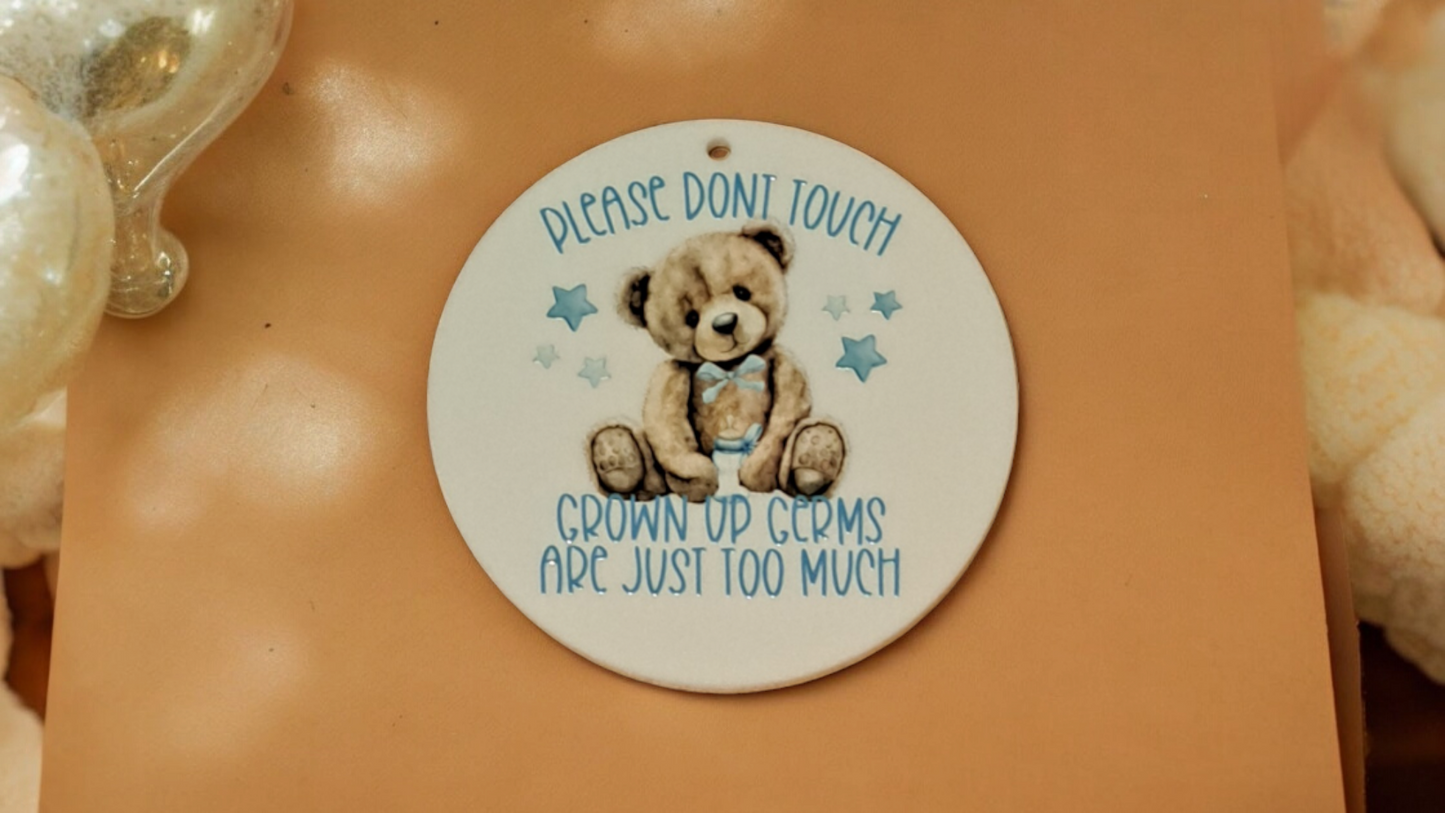 PLEASE DONT TOUCH
GROWN UP GERMS
ARE JUST TOO MUCH